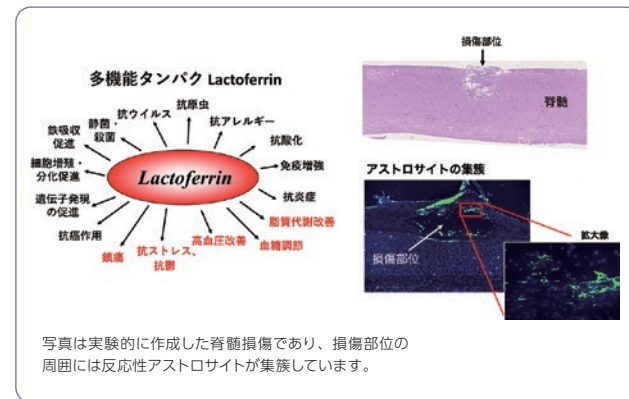 多機能タンパク Lactoferrin
抗原虫
抗ウイルス
抗アレルギー
静菌・
殺菌
抗酸化
鉄吸収
促進
免疫増強
細胞増殖・
分化促進
Lactoferrin
抗炎症
遺伝子発現
の促進
脂質代謝改善
抗癌作用
血糖調節
高血圧改善
鎮痛
抗ストレス、
抗鬱
損傷部位
脊髄
アストロサイトの集簇
損傷部位
拡大像
写真は実験的に作成した脊髄損傷であり、損傷部位の
周囲には反応性アストロサイトが集簇しています。